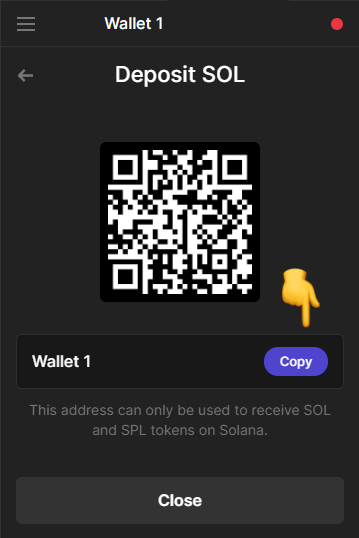 Wallet 1
Deposit SOL
Wallet 1
Copy
This address can only be used to receive SOL
and SPL tokens on Solana.
Close